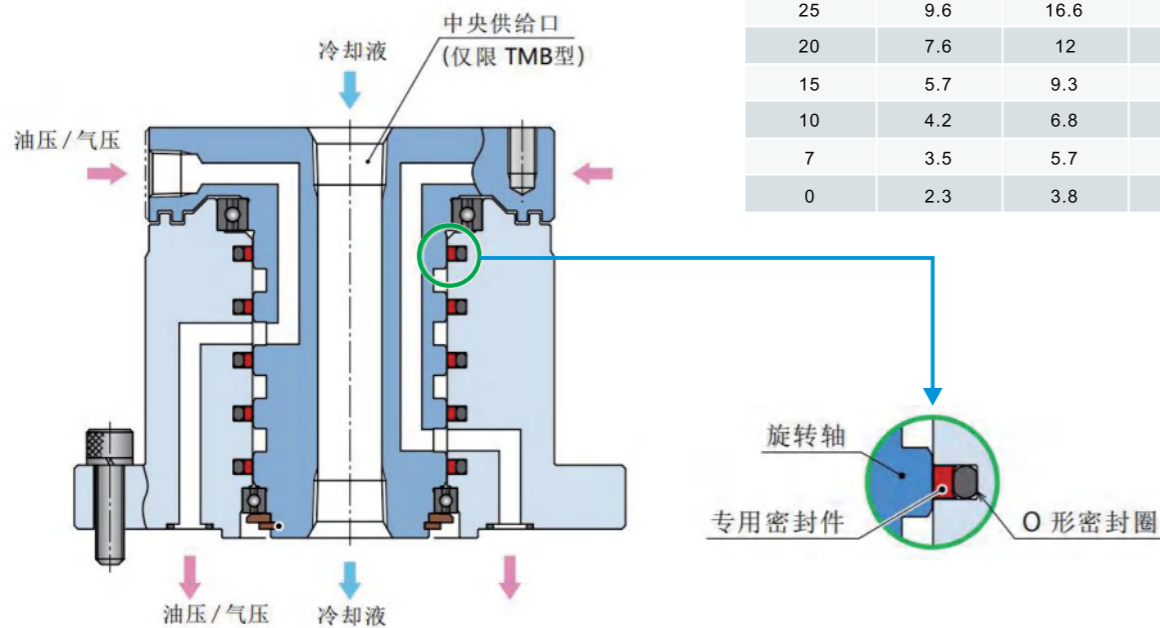 中央供给口
(仅限 TMB型)
冷却液
油压/气压
25 9.6 16.6
20 7.6 12
15 5.7 9.3
10 4.2 6.8
7 3.5 5.7
0 2.3 3.8
旋转轴
专用密封件
O 形密封圈
油压/气压
冷却液